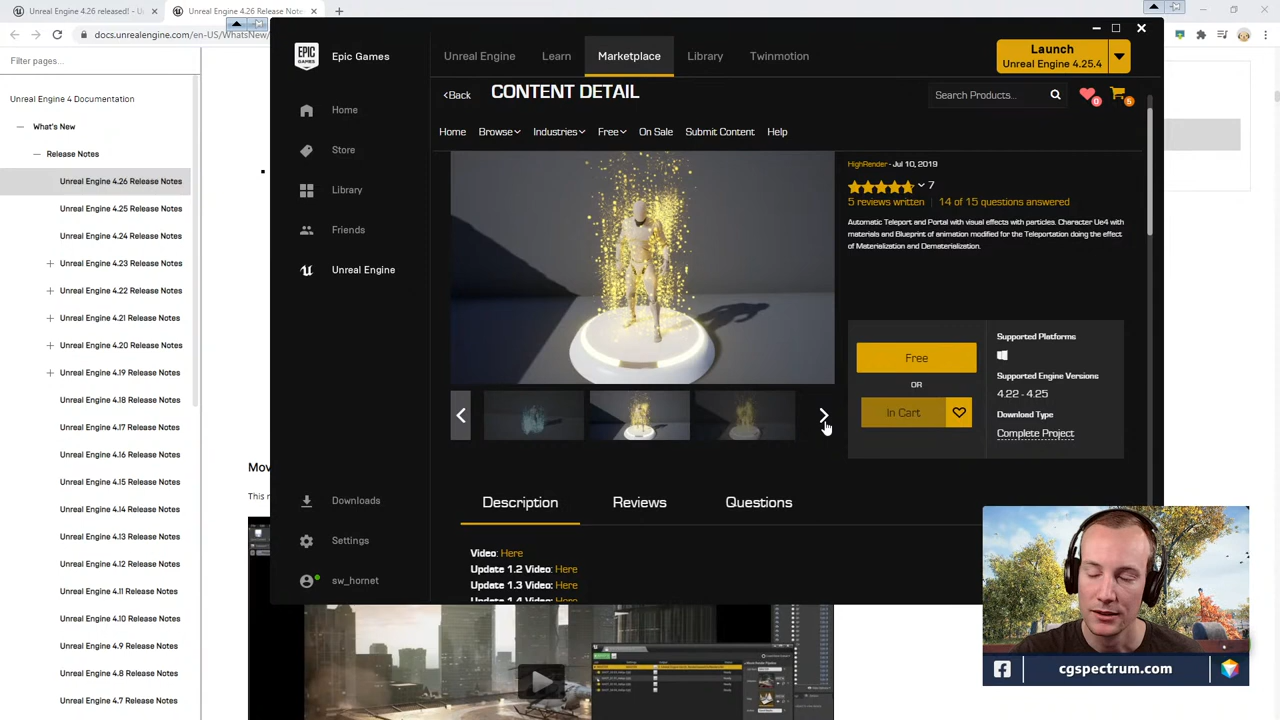 Unreal Engine 4.26 released! - U
Unreal Engine 4.26 Release Note
docs.unrealengine.com/en-US/WhatsNew/
Filter pages...
Unreal Engine 4 Documentation
What's New
Release Notes
Unreal Engine 4.26 Release Notes
Unreal Engine 4.25 Release Notes
Unreal Engine 4.24 Release Notes
Unreal Engine 4.23 Release Notes
Unreal Engine 4.22 Release Notes
Unreal Engine 4.21 Release Notes
Unreal Engine 4.20 Release Notes
Unreal Engine 4.19 Release Notes
Unreal Engine 4.18 Release Notes
Unreal Engine 4.17 Release Notes
Unreal Engine 4.16 Release Notes
Unreal Engine 4.15 Release Notes
Unreal Engine 4.14 Release Notes
Unreal Engine 4.13 Release Notes
Unreal Engine 4.12 Release Notes
Unreal Engine 4.11 Release Notes
Unreal Engine 4.10 Release Notes
Unreal Engine 4.9 Release Notes
Unreal Engine 4.8 Release Notes
Unreal Engine 4.7 Release Notes
Mov
This r
EPIC GAMES
Epic Games
Home
Store
Library
Friends
Unreal Engine
Downloads
Settings
sw_hornet
Unreal Engine
Learn
Marketplace
Library
Twinmotion
Launch
Unreal Engine 4.25.4
<Back
CONTENT DETAIL
Search Products...
0
5
Home
Browse
Industries
Free
On Sale
Submit Content
Help
HighRender - Jul 10, 2019
7
5 reviews written | 14 of 15 questions answered
Automatic Teleport and Portal with visual effects with particles. Character Ue4 with
materials and Blueprint of animation modified for the Teleportation doing the effect
of Materialization and Dematerialization.
Free
OR
In Cart
Supported Platforms
Supported Engine Versions
4.22 - 4.25
Download Type
Complete Project
Description
Reviews
Questions
Video: Here
Update 1.2 Video: Here
Update 1.3 Video: Here
Update 1.4 Video: Here
cgspectrum.com